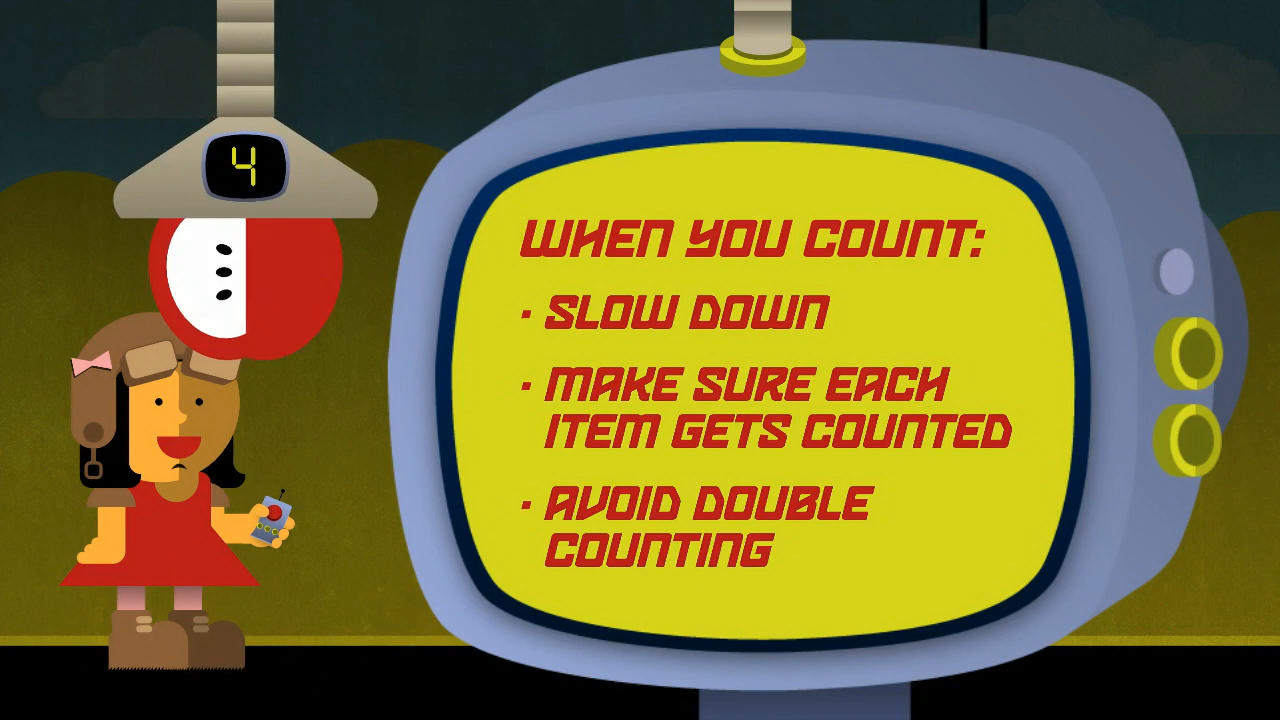 4
WHEN YOU COUNT:
· SLOW DOWN
· MAKE SURE EACH
ITEM GETS COUNTED
· AVOID DOUBLE
COUNTING